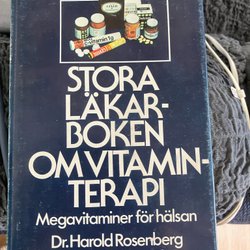 STORA
LÄKAR-
BOKEN
OM VITAMIN-
TERAPI
Megavitaminer för hälsan
Dr. Harold Rosenberg